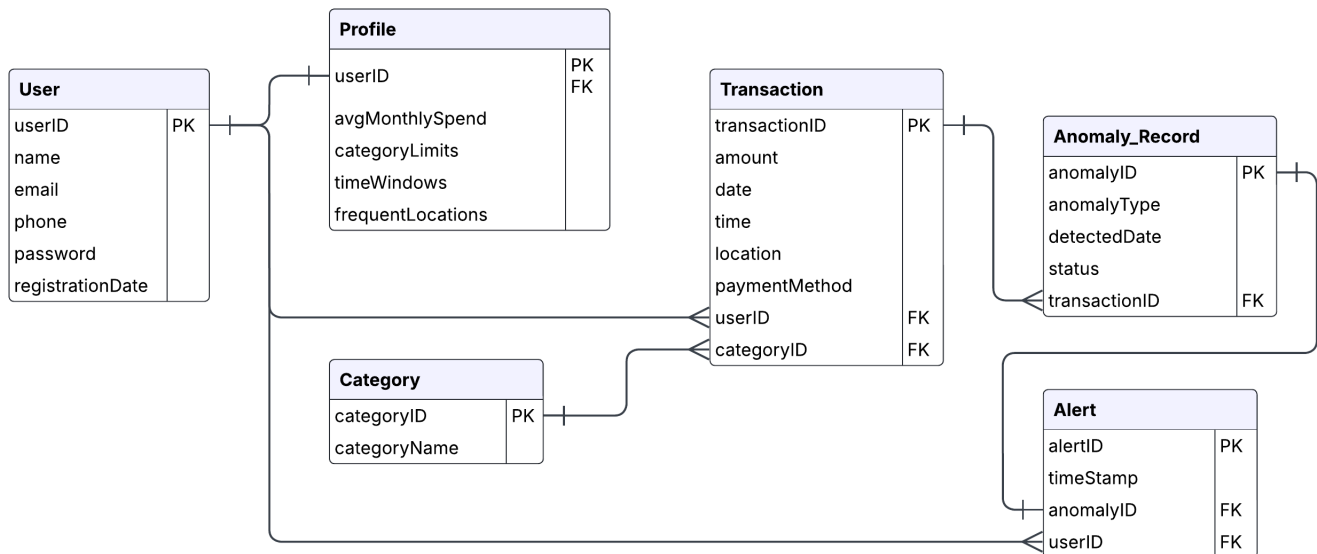 User
userID PK
name
email
phone
password
registrationDate
Profile
userID PK
FK
avgMonthlySpend
categoryLimits
timeWindows
frequentLocations
Category
categoryID PK
categoryName
Transaction
transactionID PK
amount
date
time
location
paymentMethod
userID FK
categoryID FK
Anomaly_Record
anomalyID PK
anomalyType
detectedDate
status
transactionID FK
Alert
alertID PK
timeStamp
anomalyID FK
userID FK